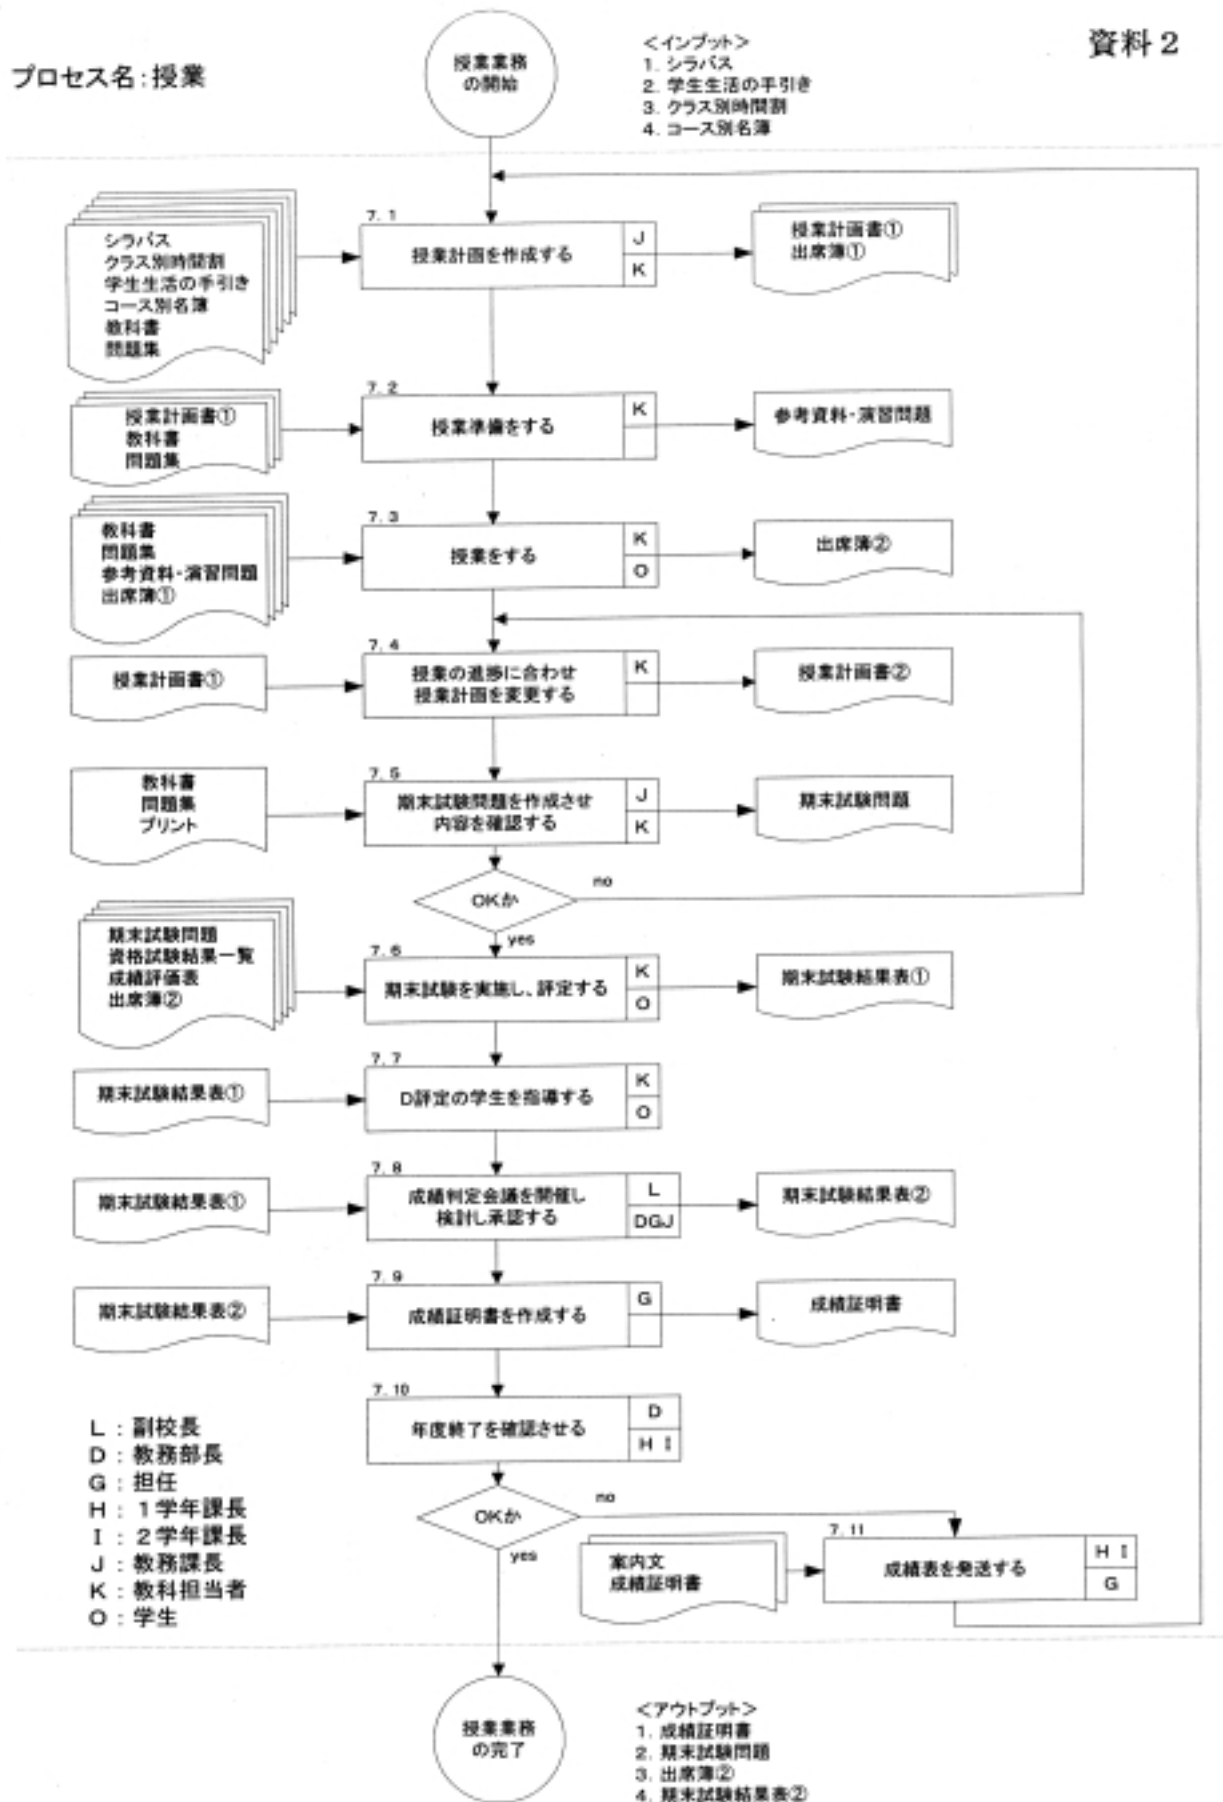 資料2
プロセス名:授業
授業業務
の開始
<インプット>
1. シラバス
2. 学生生活の手引き
3. クラス別時間割
4. コース別名簿
シラバス
クラス別時間割
学生生活の手引き
コース別名簿
教科書
問題集
7. 1
授業計画を作成する
J
K
授業計画書①
出席簿①
授業計画書①
教科書
問題集
7. 2
授業準備をする
K
参考資料・演習問題
教科書
問題集
参考資料・演習問題
出席簿①
7. 3
授業をする
K
O
出席簿②
授業計画書①
7. 4
授業の進捗に合わせ
授業計画を変更する
K
授業計画書②
教科書
問題集
プリント
7. 5
期末試験問題を作成させ
内容を確認する
J
K
期末試験問題
OKか
no
yes
期末試験問題
資格試験結果一覧
成績評価表
出席簿②
7. 6
期末試験を実施し、評定する
K
O
期末試験結果表①
期末試験結果表①
7. 7
D評定の学生を指導する
K
O
期末試験結果表①
7. 8
成績判定会議を開催し
検討し承認する
L
DGJ
期末試験結果表②
期末試験結果表②
7. 9
成績証明書を作成する
G
成績証明書
7. 10
年度終了を確認させる
D
H I
L : 副校長
D : 教務部長
G : 担任
H : 1学年課長
I : 2学年課長
J : 教務課長
K : 教科担当者
O : 学生
OKか
no
yes
案内文
成績証明書
7. 11
成績表を発送する
H I
G
授業業務
の完了
<アウトプット>
1. 成績証明書
2. 期末試験問題
3. 出席簿②
4. 期末試験結果表②